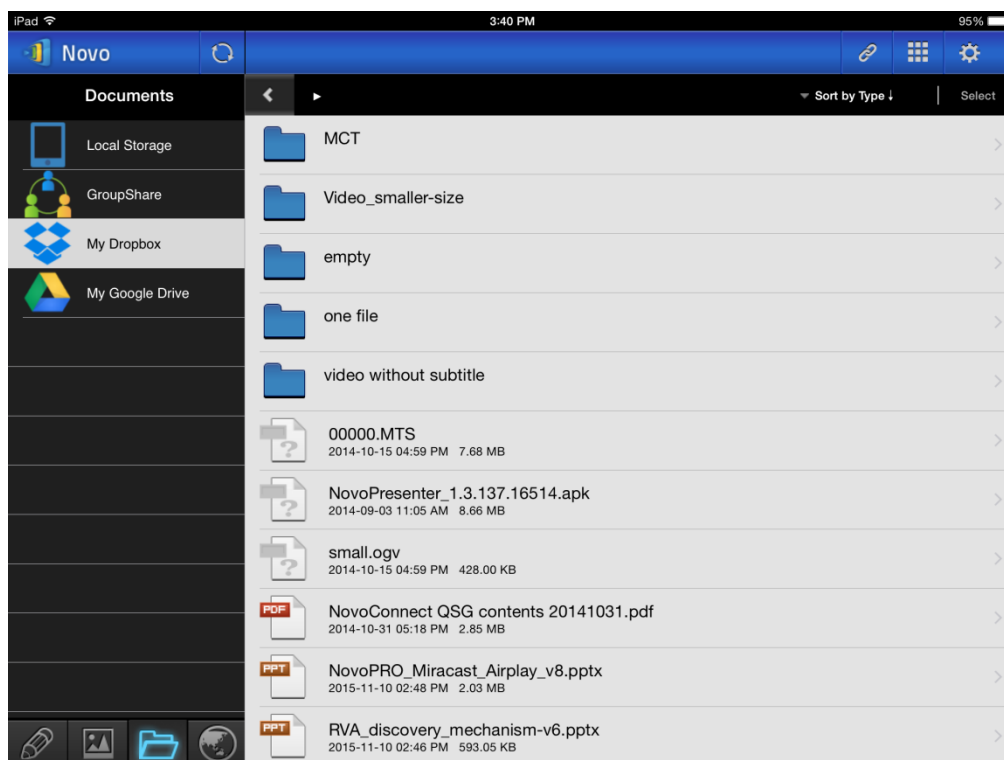 iPad 3:40 PM 95%
Novo
Documents ▸ Sort by Type↓ | Select
Local Storage
GroupShare
My Dropbox
My Google Drive
MCT
Video_smaller-size
empty
one file
video without subtitle
00000.MTS
2014-10-15 04:59 PM 7.68 MB
NovoPresenter_1.3.137.16514.apk
2014-09-03 11:05 AM 8.66 MB
small.ogv
2014-10-15 04:59 PM 428.00 KB
PDF NovoConnect QSG contents 20141031.pdf
2014-10-31 05:18 PM 2.85 MB
PPT NovoPRO_Miracast_Airplay_v8.pptx
2015-11-10 02:48 PM 2.03 MB
PPT RVA_discovery_mechanism-v6.pptx
2015-11-10 02:46 PM 593.05 KB